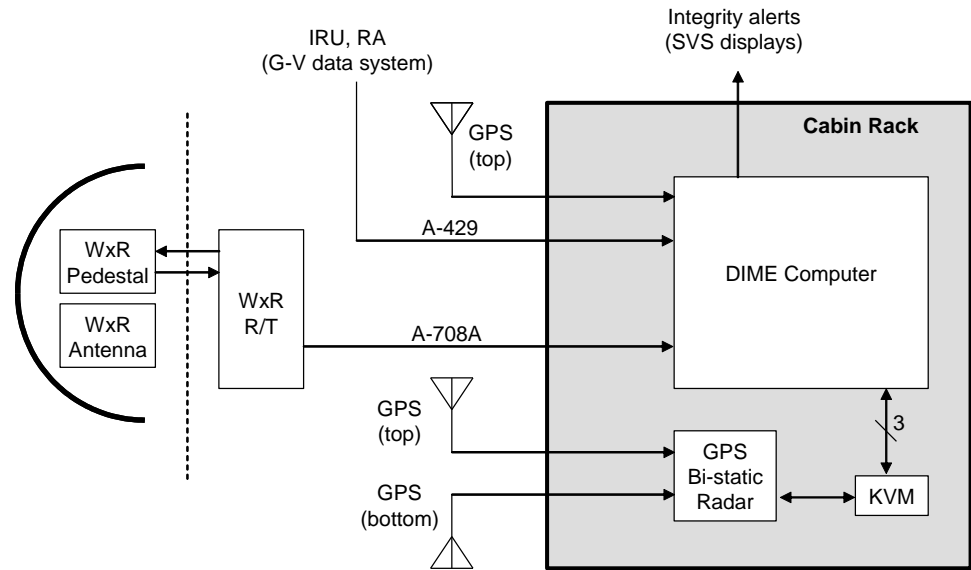 Integrity alerts
(SVS displays)
IRU, RA
(G-V data system)
GPS
(top)
Cabin Rack
A-429
DIME Computer
WxR
Pedestal
WxR
Antenna
WxR
R/T
A-708A
GPS
(top)
3
GPS
Bi-static
Radar
KVM
GPS
(bottom)